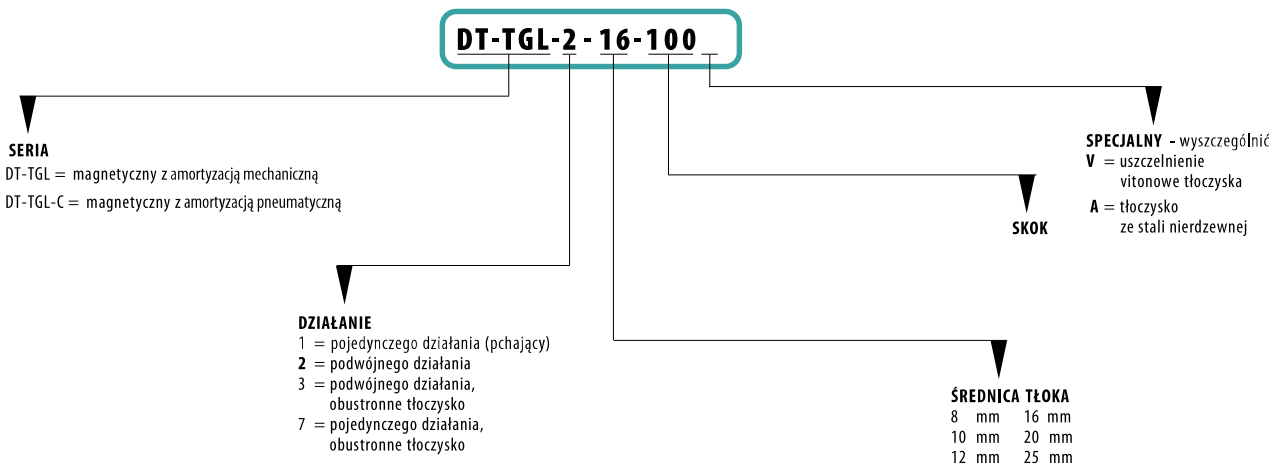 DT-TGL-2-16-100
SERIA
DT-TGL = magnetyczny z amortyzacją mechaniczną
DT-TGL-C = magnetyczny z amortyzacją pneumatyczną
SPECJALNY - wyszczególnić
V = uszczelnienie
vitonowe tłoczyska
A = tłoczysko
ze stali nierdzewnej
SKOK
DZIAŁANIE
1 = pojedynczego działania (pchający)
2 = podwójnego działania
3 = podwójnego działania,
obustronne tłoczysko
7 = pojedynczego działania,
obustronne tłoczysko
ŚREDNICA TŁOKA
8 mm 16 mm
10 mm 20 mm
12 mm 25 mm